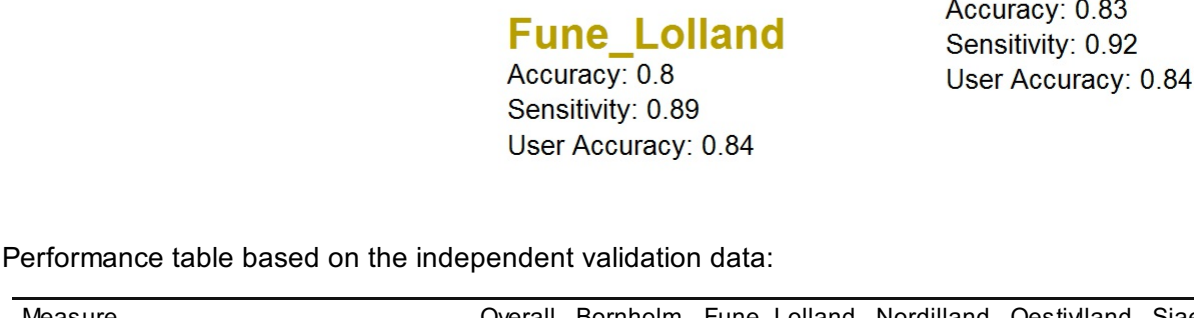 Accuracy: 0.83
Fune_Lolland
Accuracy: 0.8
Sensitivity: 0.92
Sensitivity: 0.89
User Accuracy: 0.84
User Accuracy: 0.84
Performance table based on the independent validation data:
Measure Overall Bornholm Fune_Lolland Nordjlland Oestjylland